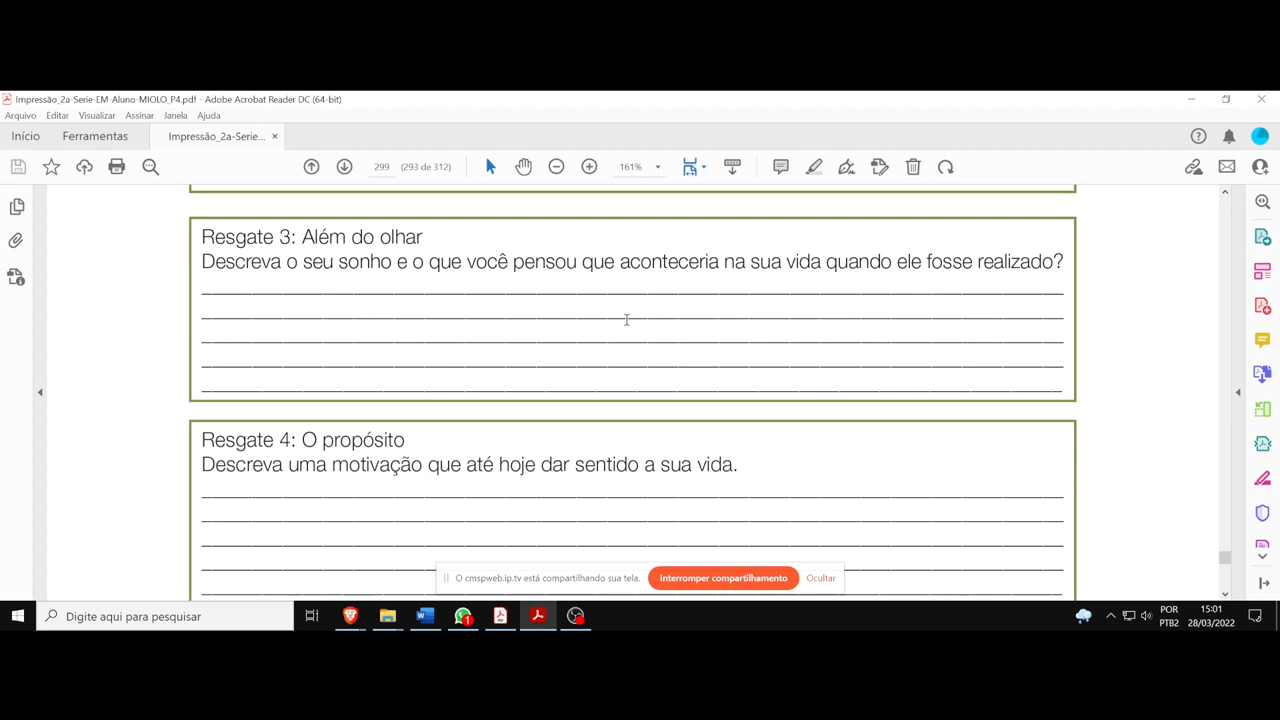 Impressão_2a-Serie-EM-Aluno-MIOLO_P4.pdf - Adobe Acrobat Reader DC (64-bit)
Arquivo Editar Visualizar Assinar Janela Ajuda
Início Ferramentas Impressão_2a-Serie... ×
299 (293 de 312) 161%
Resgate 3: Além do olhar
Descreva o seu sonho e o que você pensou que aconteceria na sua vida quando ele fosse realizado?
Resgate 4: O propósito
Descreva uma motivação que até hoje dar sentido a sua vida.
O cmspweb.ip.tv está compartilhando sua tela. Interromper compartilhamento Ocultar
Digite aqui para pesquisar
1
POR 15:01
PTB2 28/03/2022